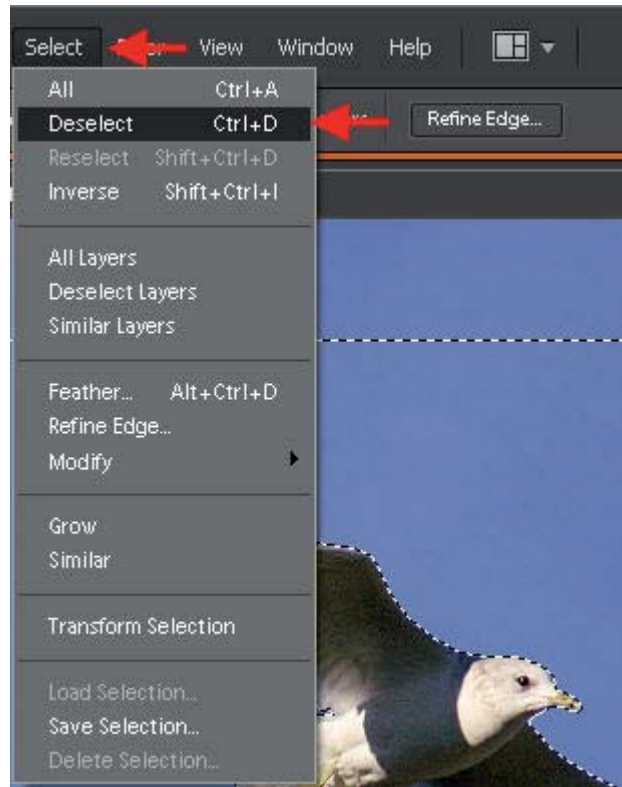 Select View Window Help
All Ctrl+A
Deselect Ctrl+D Refine Edge...
Reselect Shift+Ctrl+D
Inverse Shift+Ctrl+I
All Layers
Deselect Layers
Similar Layers
Feather... Alt+Ctrl+D
Refine Edge...
Modify
Grow
Similar
Transform Selection
Load Selection...
Save Selection...
Delete Selection...